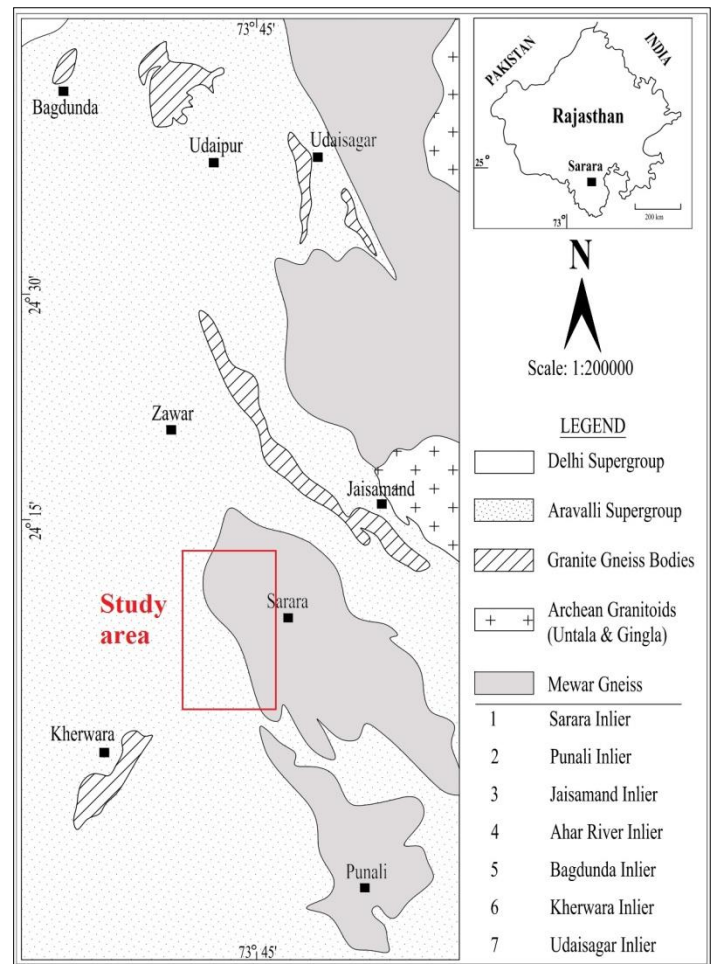 73° 45'
Bagdunda
Udaipur
Udaisagar
24° 30'
Zawar
Jaisamand
24° 15'
Study
area
Sarara
Kherwara
Punali
73° 45'
PAKISTAN
INDIA
Rajasthan
25°
Sarara
73°
200 km
N
Scale: 1:200000
LEGEND
Delhi Supergroup
Aravalli Supergroup
Granite Gneiss Bodies
Archean Granitoids
(Untala & Gingla)
Mewar Gneiss
1 Sarara Inlier
2 Punali Inlier
3 Jaisamand Inlier
4 Ahar River Inlier
5 Bagdunda Inlier
6 Kherwara Inlier
7 Udaisagar Inlier